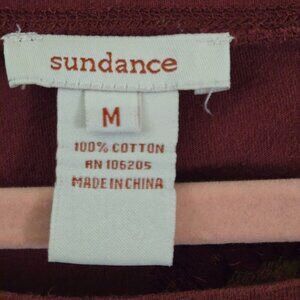 sundance
M
100% COTTON
RN 106205
MADE IN CHINA